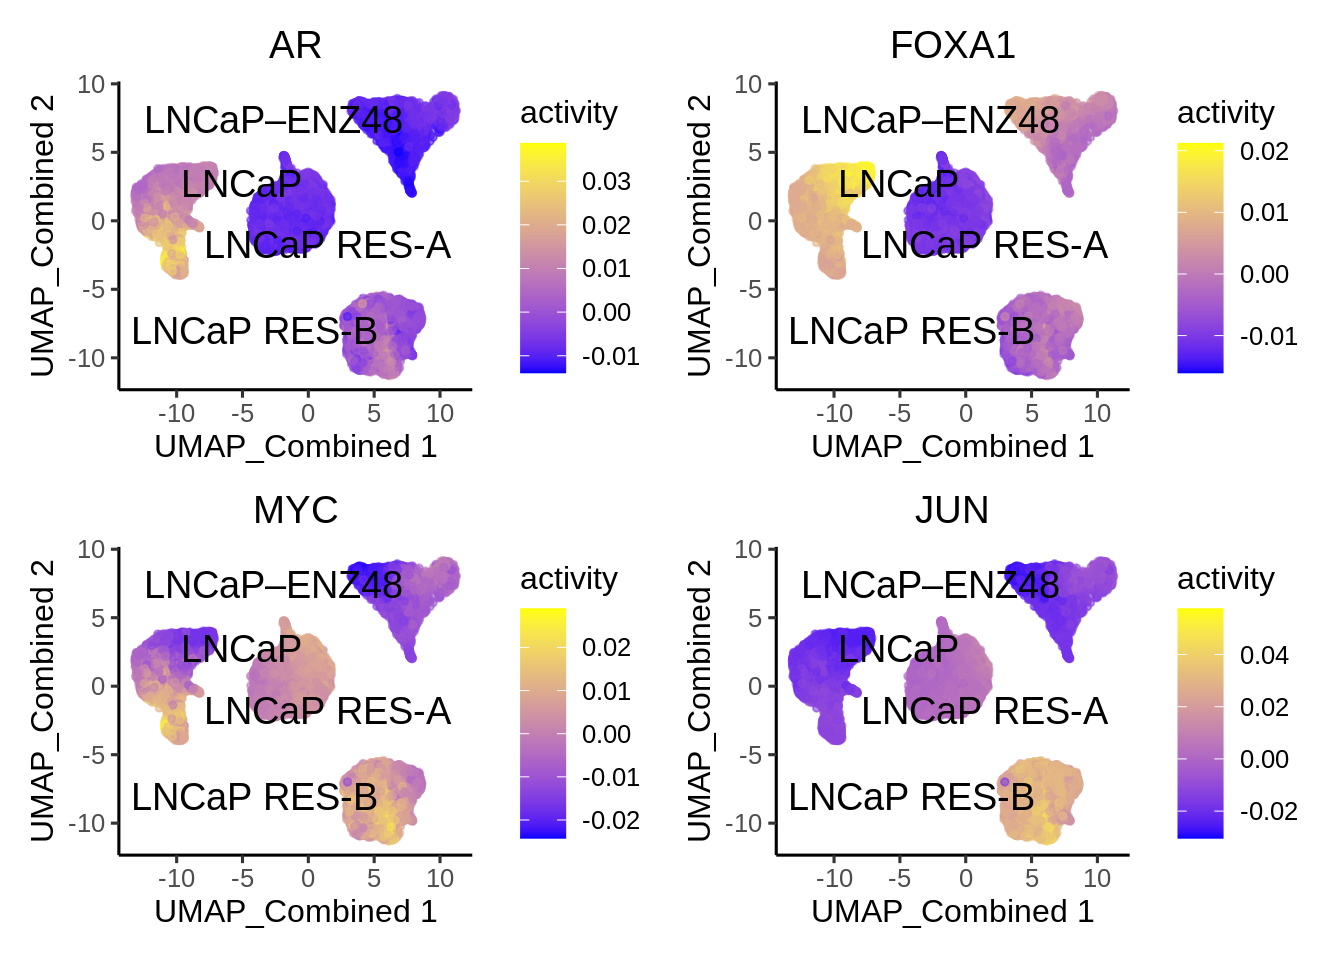 AR
UMAP_Combined 2
10
5
0
-5
-10
LNCaP–ENZ48
LNCaP
LNCaP RES-A
LNCaP RES-B
-10 -5 0 5 10
UMAP_Combined 1
activity
0.03
0.02
0.01
0.00
-0.01
FOXA1
UMAP_Combined 2
10
5
0
-5
-10
LNCaP–ENZ48
LNCaP
LNCaP RES-A
LNCaP RES-B
-10 -5 0 5 10
UMAP_Combined 1
activity
0.02
0.01
0.00
-0.01
MYC
UMAP_Combined 2
10
5
0
-5
-10
LNCaP–ENZ48
LNCaP
LNCaP RES-A
LNCaP RES-B
-10 -5 0 5 10
UMAP_Combined 1
activity
0.02
0.01
0.00
-0.01
-0.02
JUN
UMAP_Combined 2
10
5
0
-5
-10
LNCaP–ENZ48
LNCaP
LNCaP RES-A
LNCaP RES-B
-10 -5 0 5 10
UMAP_Combined 1
activity
0.04
0.02
0.00
-0.02